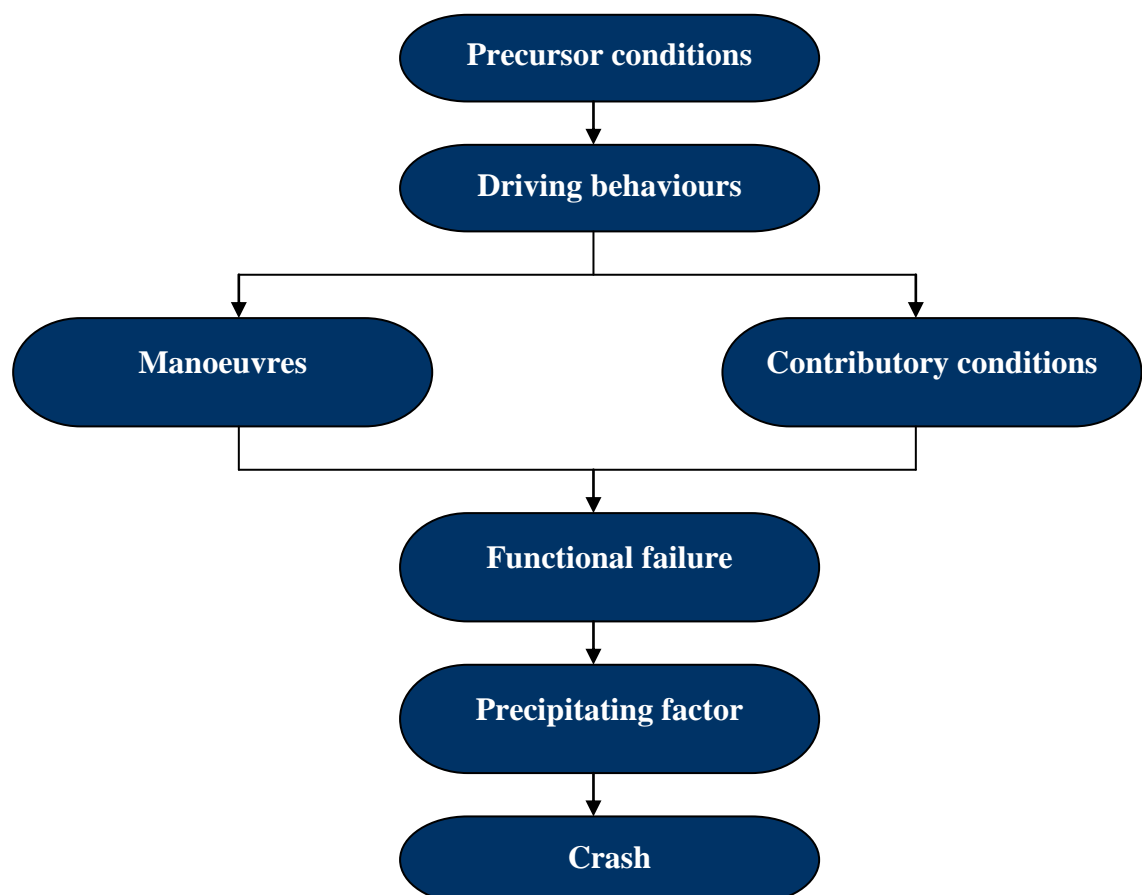 Precursor conditions
Driving behaviours
Manoeuvres
Contributory conditions
Functional failure
Precipitating factor
Crash